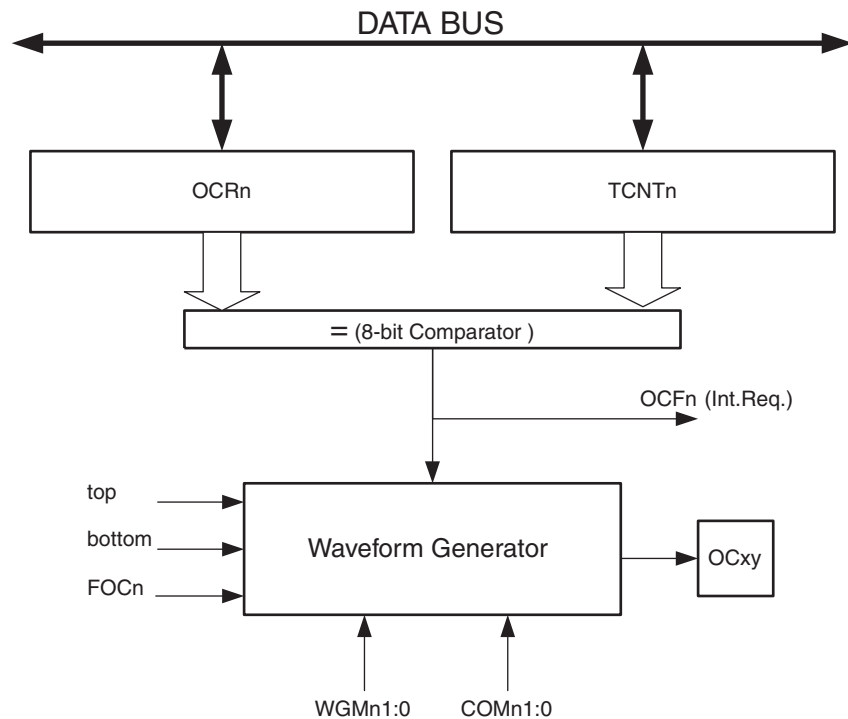 DATA BUS
OCRn
TCNTn
= (8-bit Comparator )
OCFn (Int.Req.)
top
bottom
FOCn
Waveform Generator
OCxy
WGMn1:0
COMn1:0